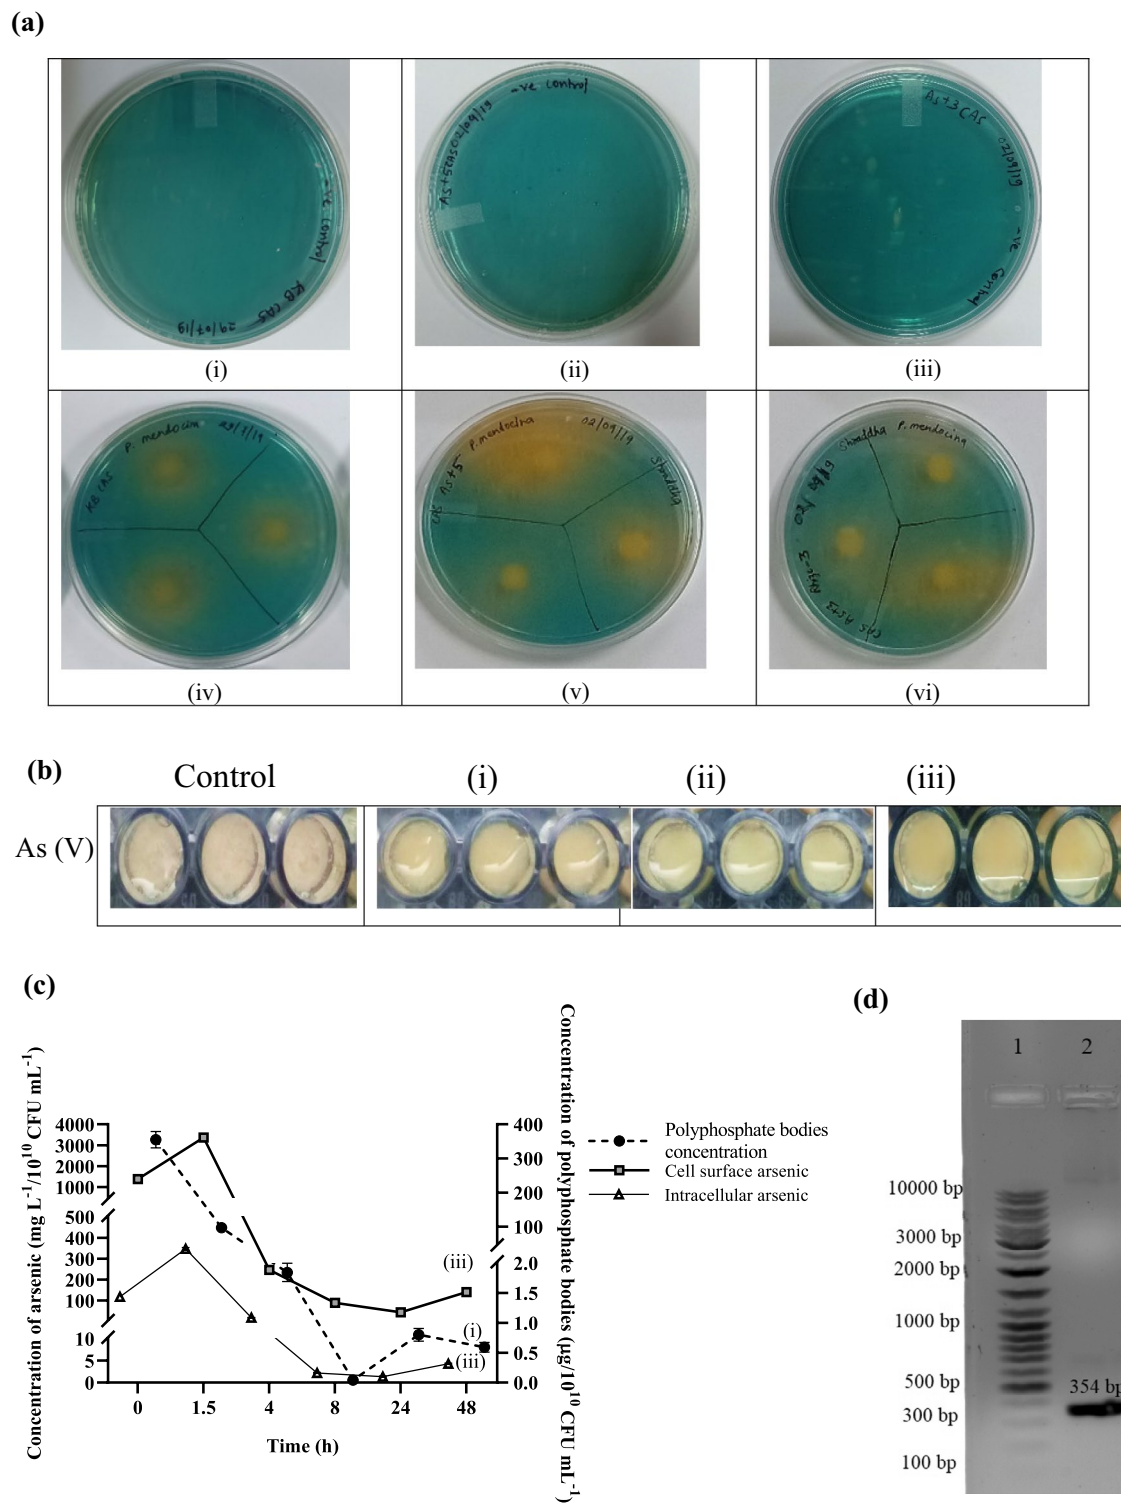 (a)
-ve control
KB CAS
29/07/19
(i)
As+5 CAS 02/09/19
-ve control
(ii)
As+3 CAS
02/09/19
-ve control
(iii)
KB CAS
P. mendocin
29/7/19
(iv)
CAS As+5
P. mendocina
02/09/19
Shraddha
(v)
Shraddha
P. mendocina
CAS As+3
(vi)
(b)
Control (i) (ii) (iii)
As (V)
(c)
Concentration of arsenic (mg L⁻¹/10¹⁰ CFU mL⁻¹)
4000
3000
2000
1000
500
400
300
200
100
10
5
0
0 1.5 4 8 24 48
Time (h)
(iii)
(i)
(iii)
400
300
200
100
2.0
1.5
1.0
0.5
0.0
Concentration of polyphosphate bodies (µg/10¹⁰ CFU mL⁻¹)
Polyphosphate bodies
concentration
Cell surface arsenic
Intracellular arsenic
(d)
1 2
10000 bp
3000 bp
2000 bp
1000 bp
500 bp
354 bp
300 bp
100 bp